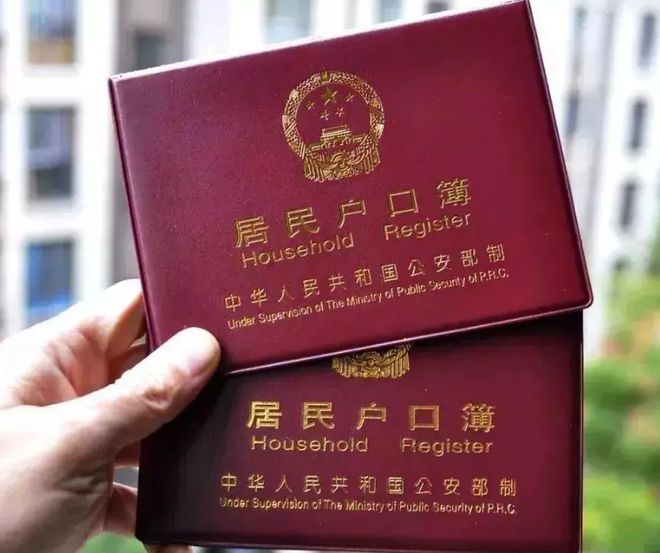 居民户口簿
Household Register
中华人民共和国公安部制
Under Supervision of The Ministry of Public Security of P.R.C.
居民户口簿
Household Register
中华人民共和国公安部制
Under Supervision of The Ministry of Public Security of P.R.C.